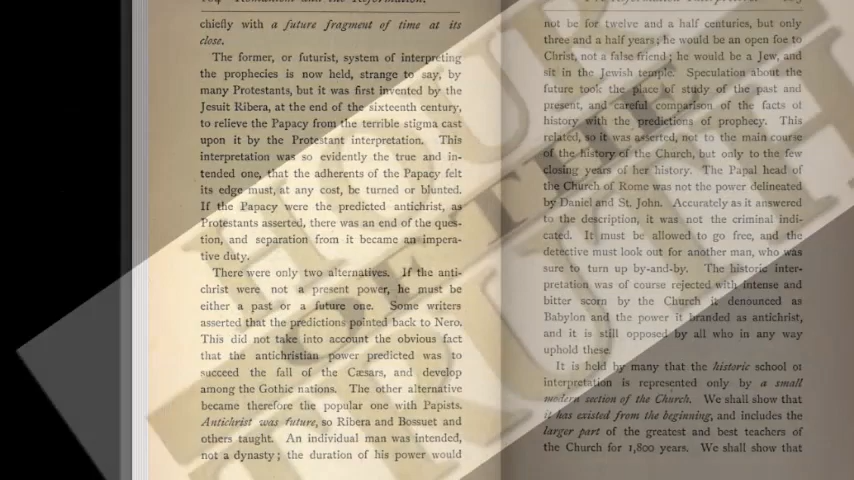 chiefly with a future fragment of time at its
close.
The former, or futurist, system of interpreting
the prophecies is now held, strange to say, by
many Protestants, but it was first invented by the
Jesuit Ribera, at the end of the sixteenth century,
to relieve the Papacy from the terrible stigma cast
upon it by the Protestant interpretation. This
interpretation was so evidently the true and in-
tended one, that the adherents of the Papacy felt
its edge must, at any cost, be turned or blunted.
If the Papacy were the predicted antichrist, as
Protestants asserted, there was an end of the ques-
tion, and separation from it became an impera-
tive duty.
There were only two alternatives. If the anti-
christ were not a present power, he must be
either a past or a future one. Some writers
asserted that the predictions pointed back to Nero.
This did not take into account the obvious fact
that the antichristian power predicted was to
succeed the fall of the Cæsars, and develop
among the Gothic nations. The other alternative
became therefore the popular one with Papists.
Antichrist was future, so Ribera and Bossuet and
others taught. An individual man was intended,
not a dynasty; the duration of his power would
not be for twelve and a half centuries, but only
three and a half years; he would be an open foe to
Christ, not a false friend; he would be a Jew, and
sit in the Jewish temple. Speculation about the
future took the place of study of the past and
present, and careful comparison of the facts of
history with the predictions of prophecy. This
related, so it was asserted, not to the main course
of the history of the Church, but only to the few
closing years of her history. The Papal head of
the Church of Rome was not the power delineated
by Daniel and St. John. Accurately as it answered
to the description, it was not the criminal indi-
cated. It must be allowed to go free, and the
detective must look out for another man, who was
sure to turn up by-and-by. The historic inter-
pretation was of course rejected with intense and
bitter scorn by the Church it denounced as
Babylon and the power it branded as antichrist,
and it is still opposed by all who in any way
uphold these.
It is held by many that the historic school of
interpretation is represented only by a small
modern section of the Church. We shall show that
it has existed from the beginning, and includes the
larger part of the greatest and best teachers of
the Church for 1,800 years. We shall show that
HOUR
OF THE
TRUTH